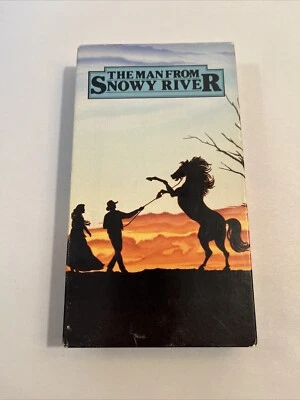 THE MAN FROM
SNOWY RIVER